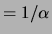 = 1/α